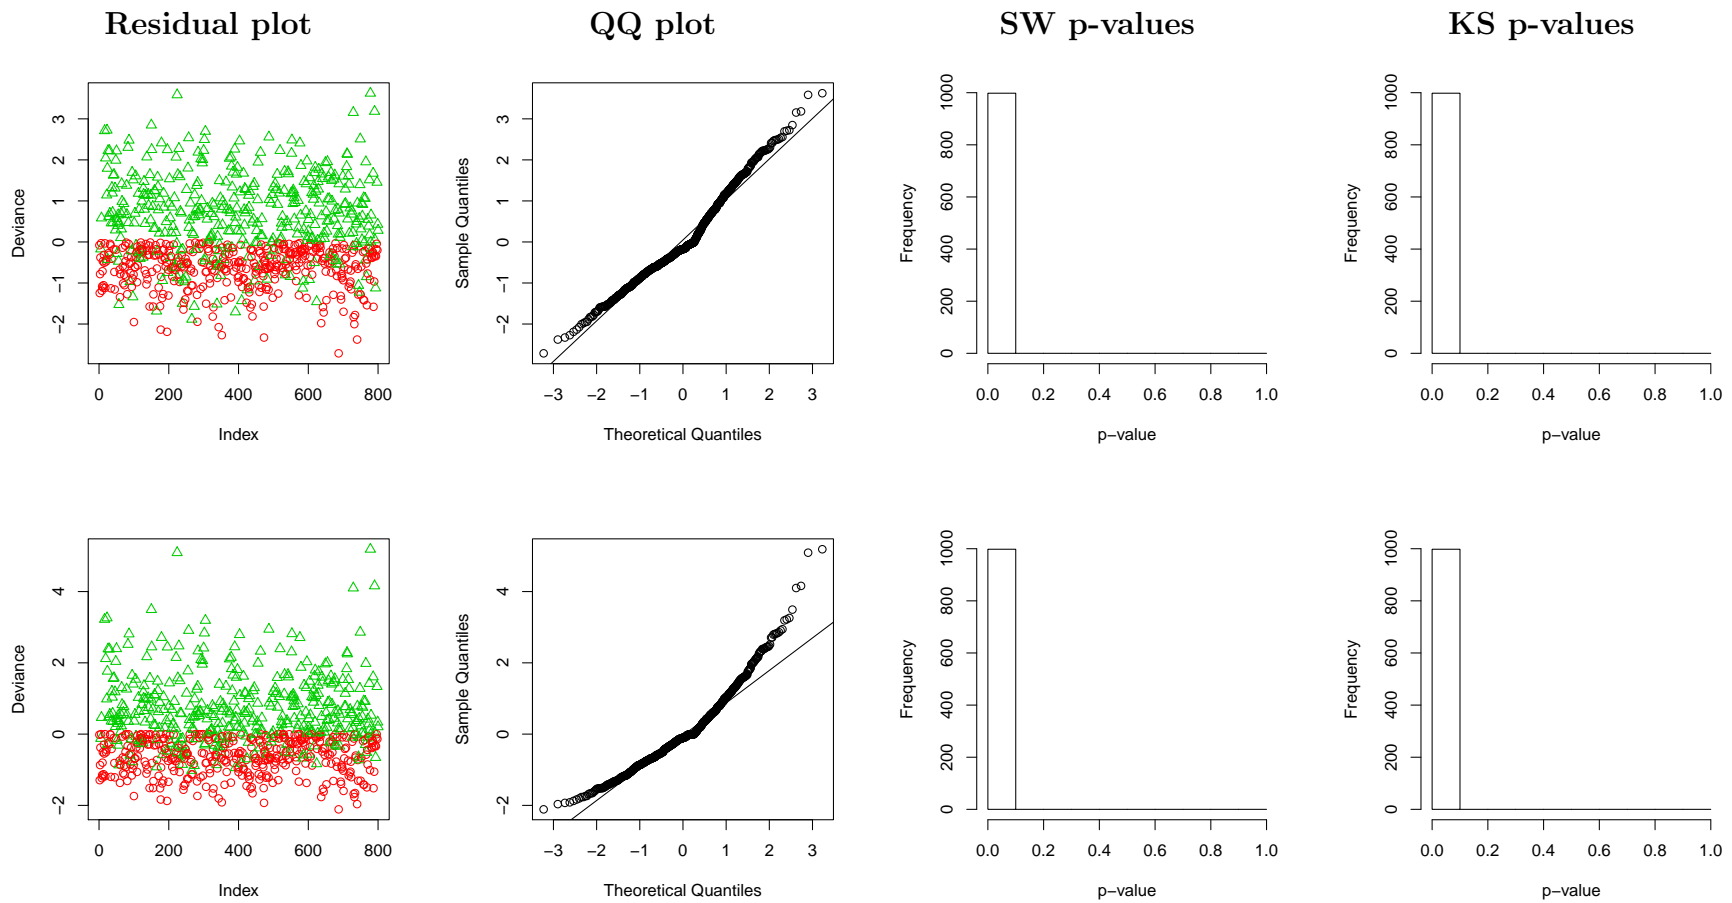 Residual plot QQ plot SW p-values KS p-values
Deviance
3
2
1
0
−1
−2
0 200 400 600 800
Index
Sample Quantiles
3
2
1
0
−1
−2
−3 −2 −1 0 1 2 3
Theoretical Quantiles
Frequency
1000
800
600
400
200
0
0.0 0.2 0.4 0.6 0.8 1.0
p−value
Frequency
1000
800
600
400
200
0
0.0 0.2 0.4 0.6 0.8 1.0
p−value
Deviance
4
2
0
−2
0 200 400 600 800
Index
Sample Quantiles
4
2
0
−2
−3 −2 −1 0 1 2 3
Theoretical Quantiles
Frequency
1000
800
600
400
200
0
0.0 0.2 0.4 0.6 0.8 1.0
p−value
Frequency
1000
800
600
400
200
0
0.0 0.2 0.4 0.6 0.8 1.0
p−value